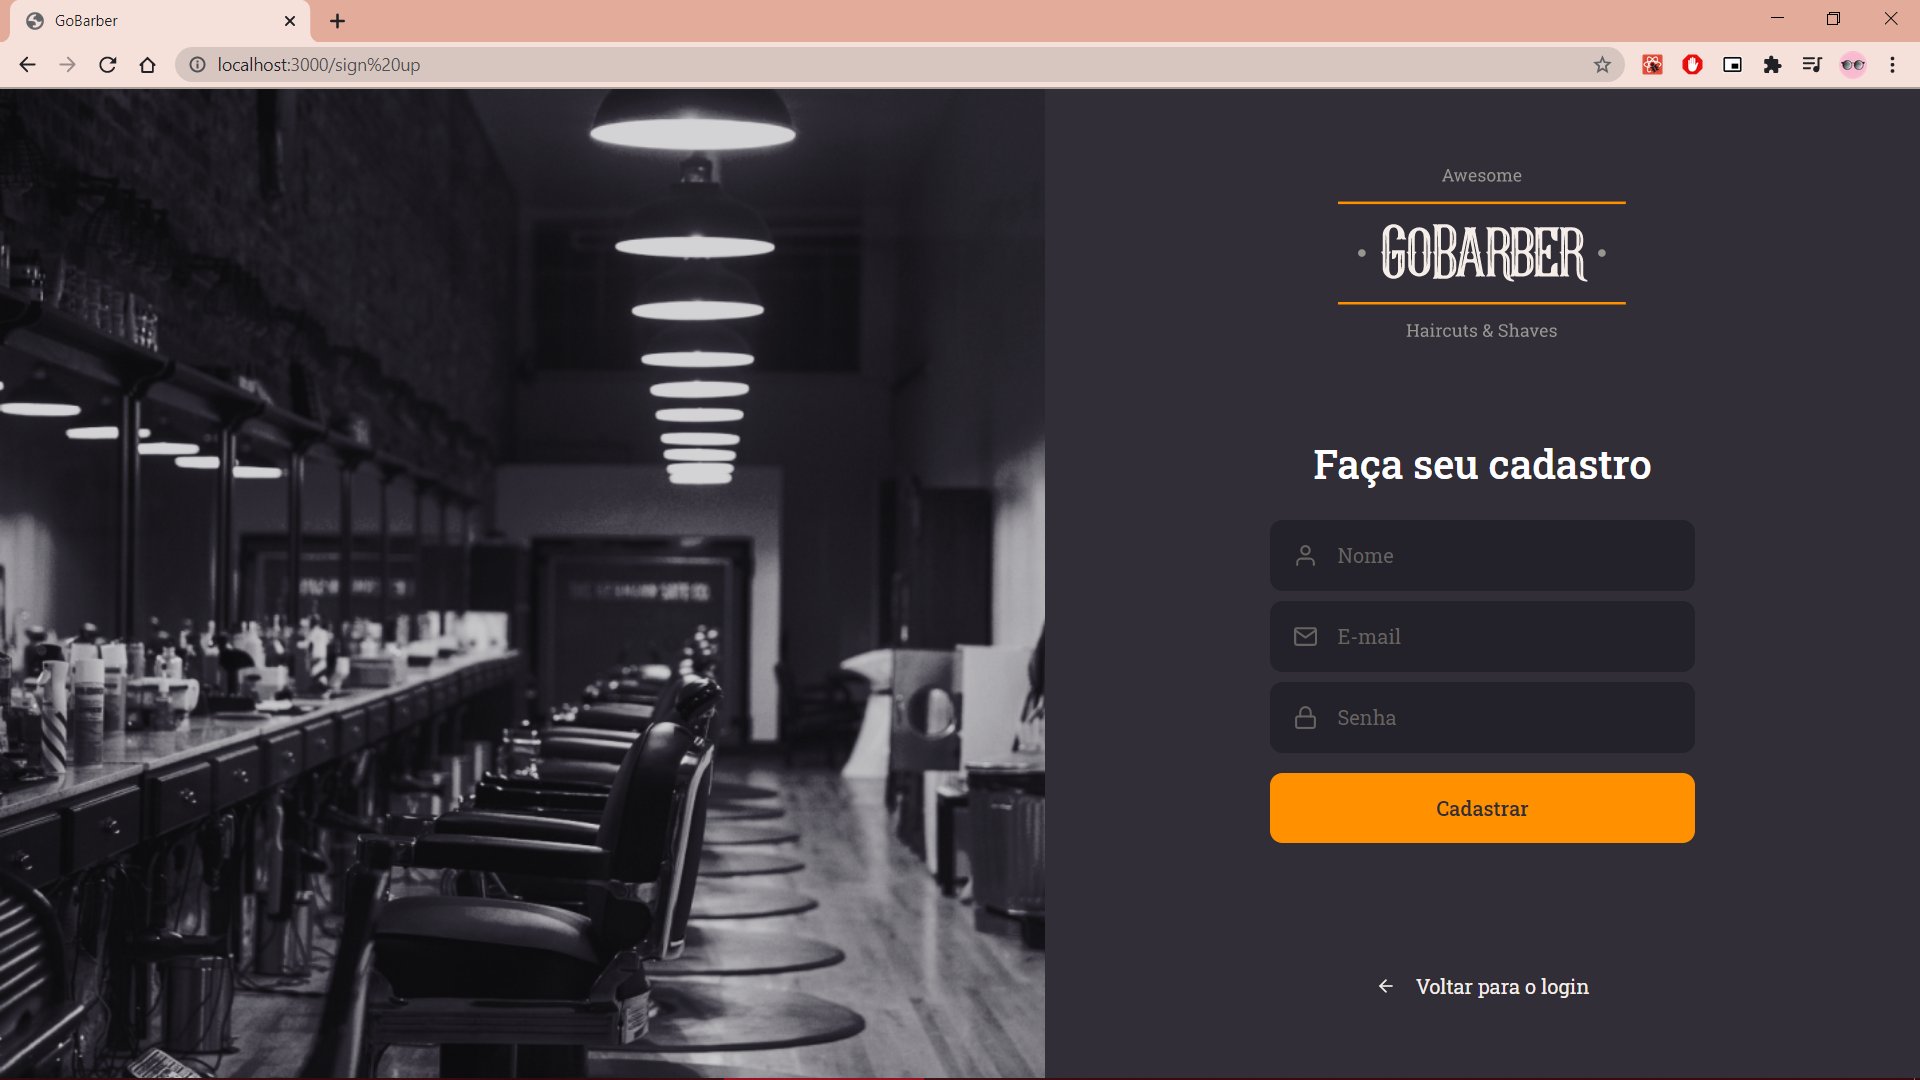 GoBarber
localhost:3000/sign%20up
Awesome
GOBARBER
Haircuts & Shaves
Faça seu cadastro
Nome
E-mail
Senha
Cadastrar
Voltar para o login